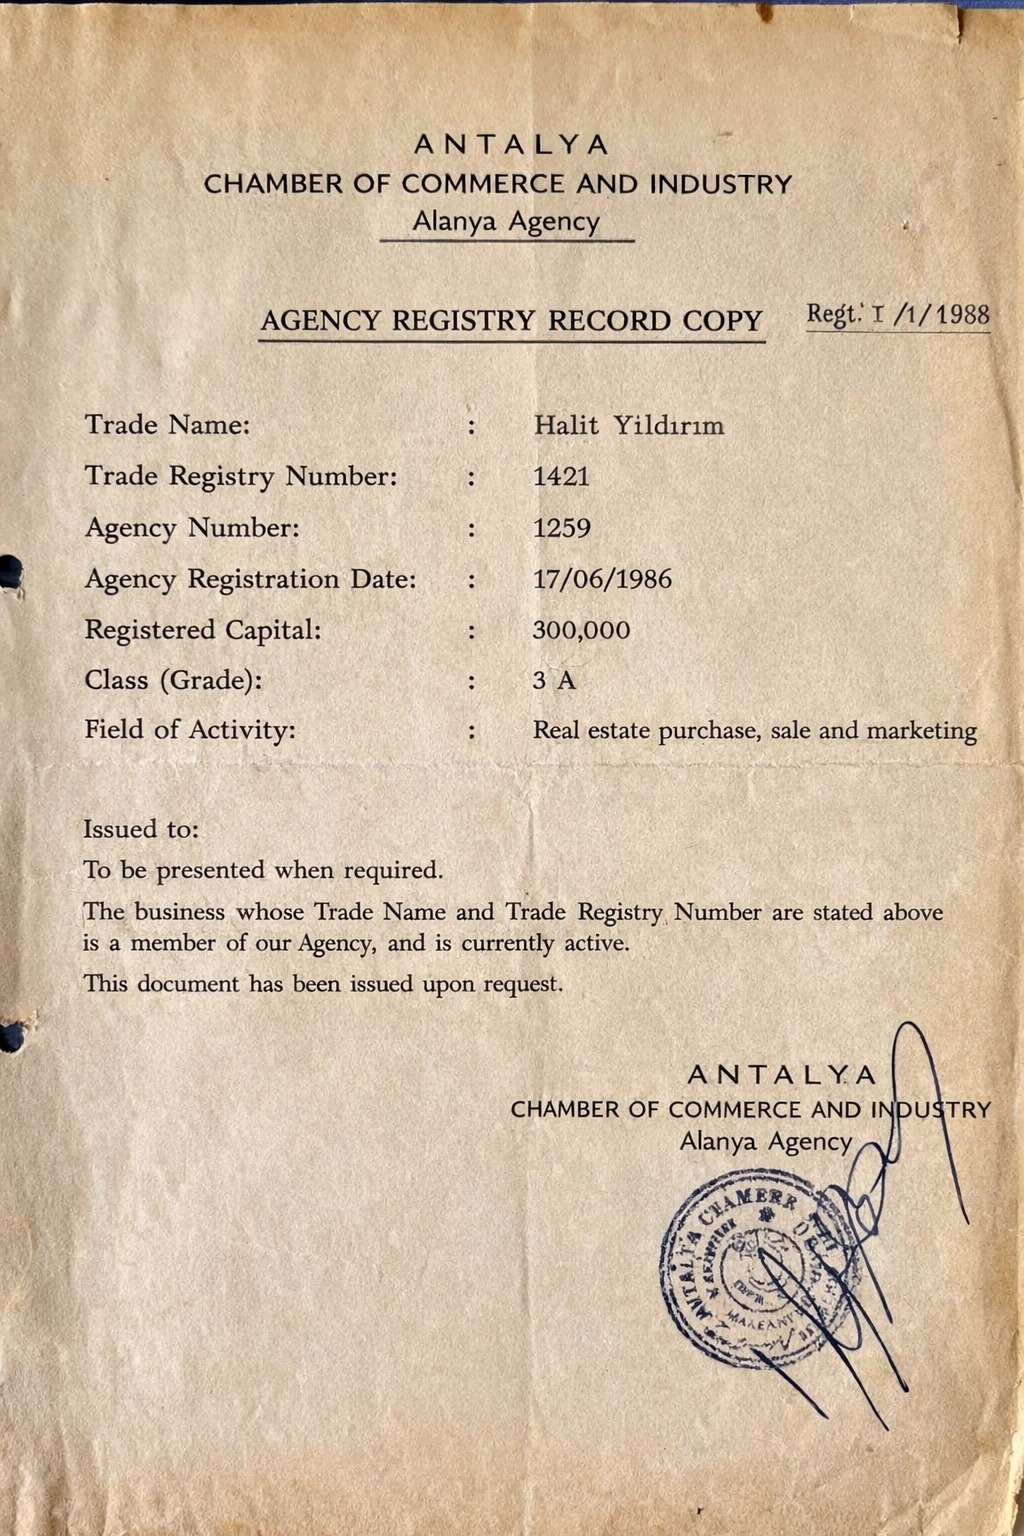 ANTALYA
CHAMBER OF COMMERCE AND INDUSTRY
Alanya Agency
AGENCY REGISTRY RECORD COPY
Regt: I /1/1988
Trade Name: : Halit Yildırım
Trade Registry Number: : 1421
Agency Number: : 1259
Agency Registration Date: : 17/06/1986
Registered Capital: : 300,000
Class (Grade): : 3 A
Field of Activity: : Real estate purchase, sale and marketing
Issued to:
To be presented when required.
The business whose Trade Name and Trade Registry Number are stated above
is a member of our Agency, and is currently active.
This document has been issued upon request.
ANTALYA
CHAMBER OF COMMERCE AND INDUSTRY
Alanya Agency